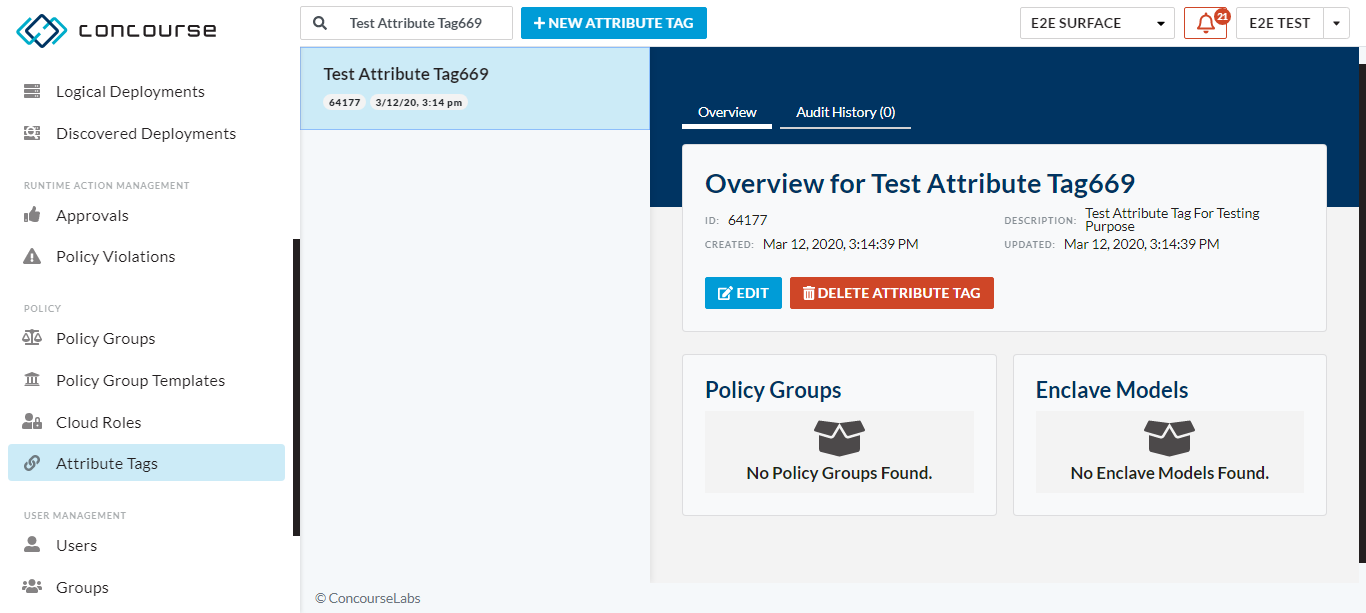 concourse
Test Attribute Tag669
NEW ATTRIBUTE TAG
E2E SURFACE
21
E2E TEST
Logical Deployments
Discovered Deployments
RUNTIME ACTION MANAGEMENT
Approvals
Policy Violations
POLICY
Policy Groups
Policy Group Templates
Cloud Roles
Attribute Tags
USER MANAGEMENT
Users
Groups
Test Attribute Tag669
64177 3/12/20, 3:14 pm
Overview
Audit History (0)
Overview for Test Attribute Tag669
ID: 64177
DESCRIPTION: Test Attribute Tag For Testing
Purpose
CREATED: Mar 12, 2020, 3:14:39 PM
UPDATED: Mar 12, 2020, 3:14:39 PM
EDIT
DELETE ATTRIBUTE TAG
Policy Groups
No Policy Groups Found.
Enclave Models
No Enclave Models Found.
© ConcourseLabs